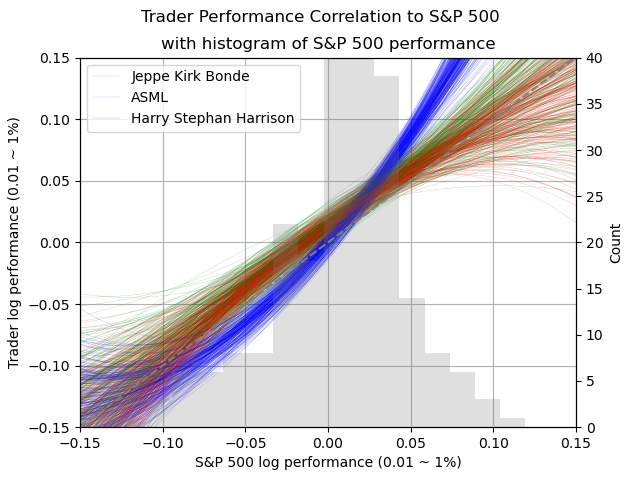 Trader Performance Correlation to S&P 500
with histogram of S&P 500 performance
Jeppe Kirk Bonde
ASML
Harry Stephan Harrison
Trader log performance (0.01 ~ 1%)
0.15
0.10
0.05
0.00
−0.05
−0.10
−0.15
40
35
30
25
20
15
10
5
0
Count
−0.15 −0.10 −0.05 0.00 0.05 0.10 0.15
S&P 500 log performance (0.01 ~ 1%)